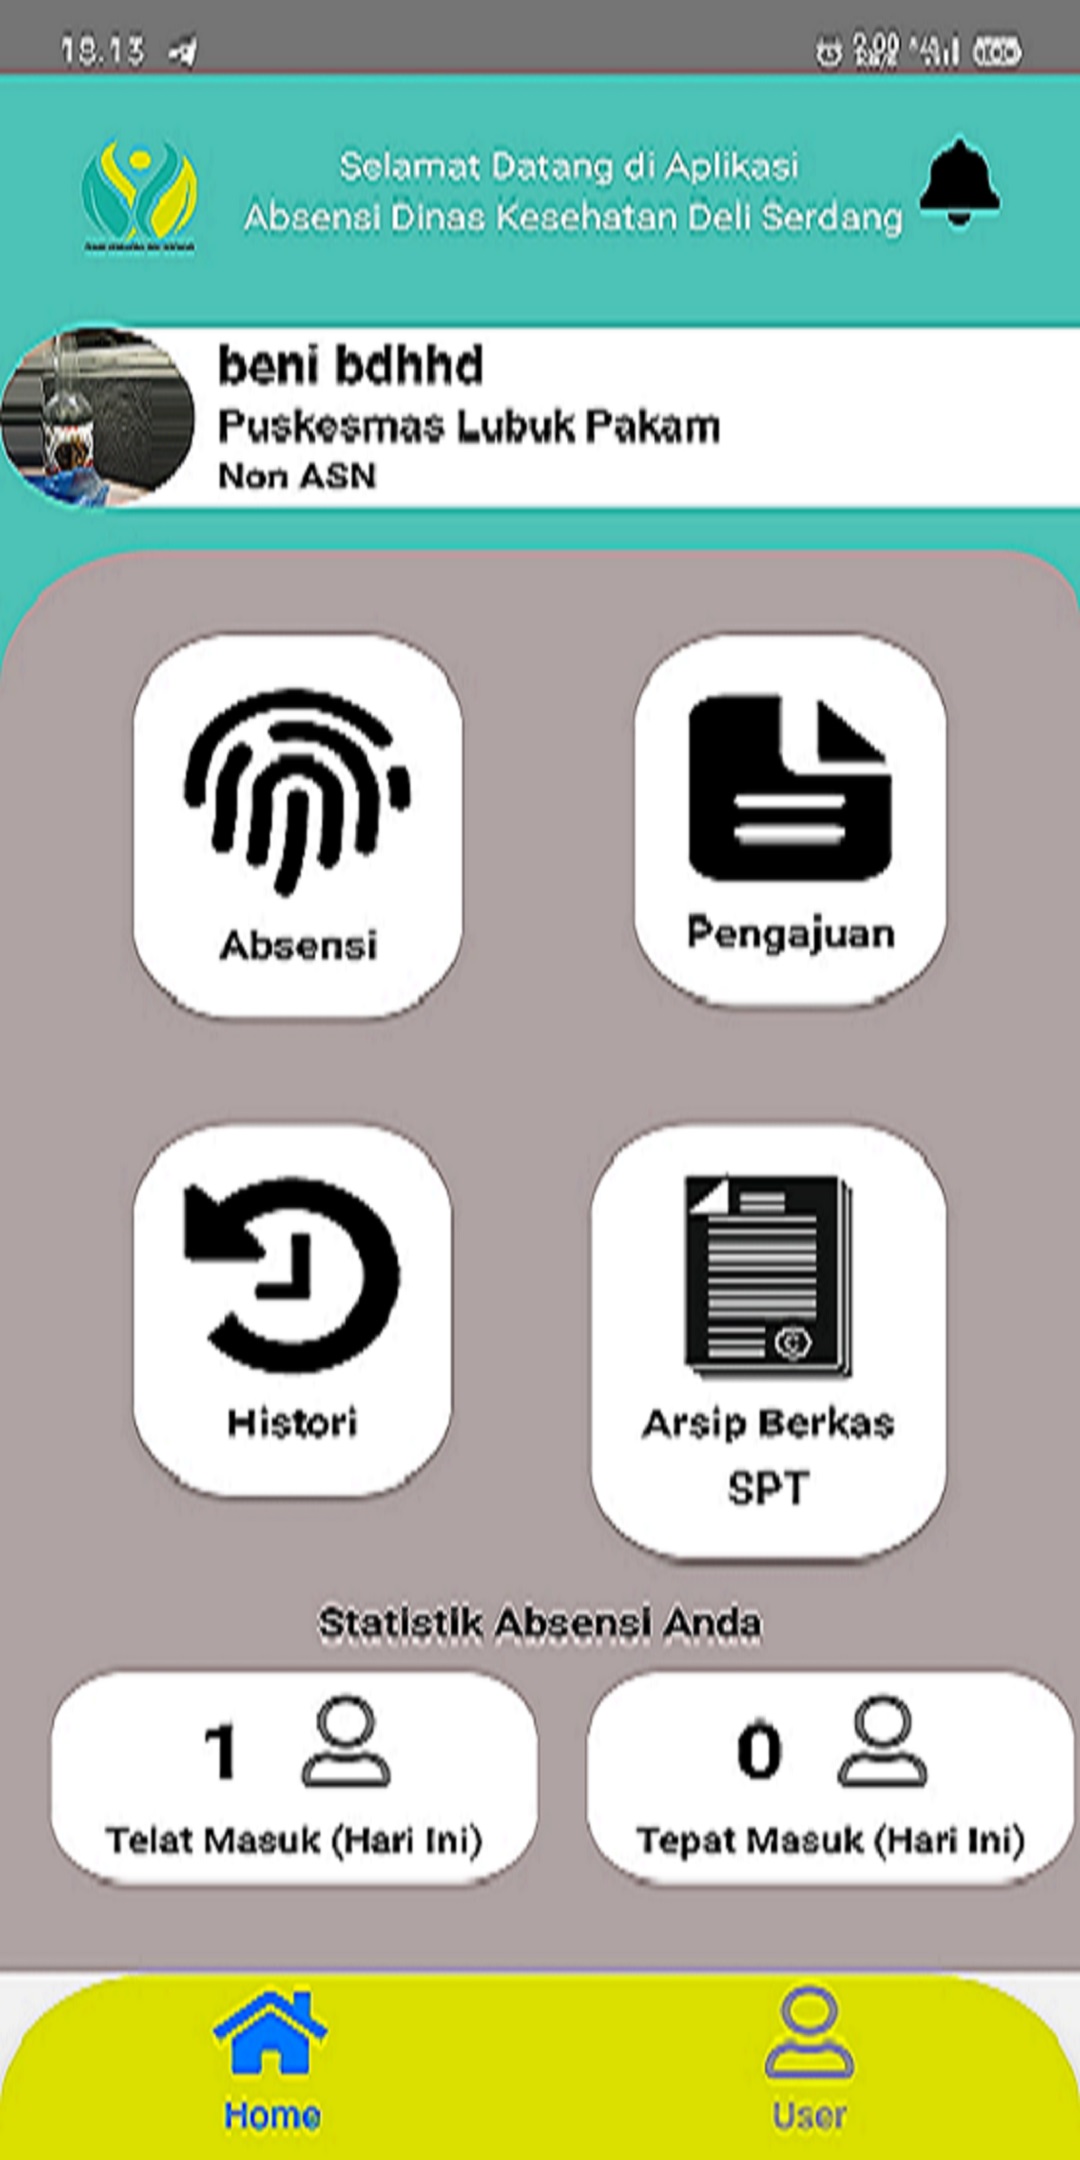 18.13
Selamat Datang di Aplikasi
Absensi Dinas Kesehatan Deli Serdang
beni bdhhd
Puskesmas Lubuk Pakam
Non ASN
Absensi
Pengajuan
Histori
Arsip Berkas
SPT
Statistik Absensi Anda
1
Telat Masuk (Hari Ini)
0
Tepat Masuk (Hari Ini)
Home
User